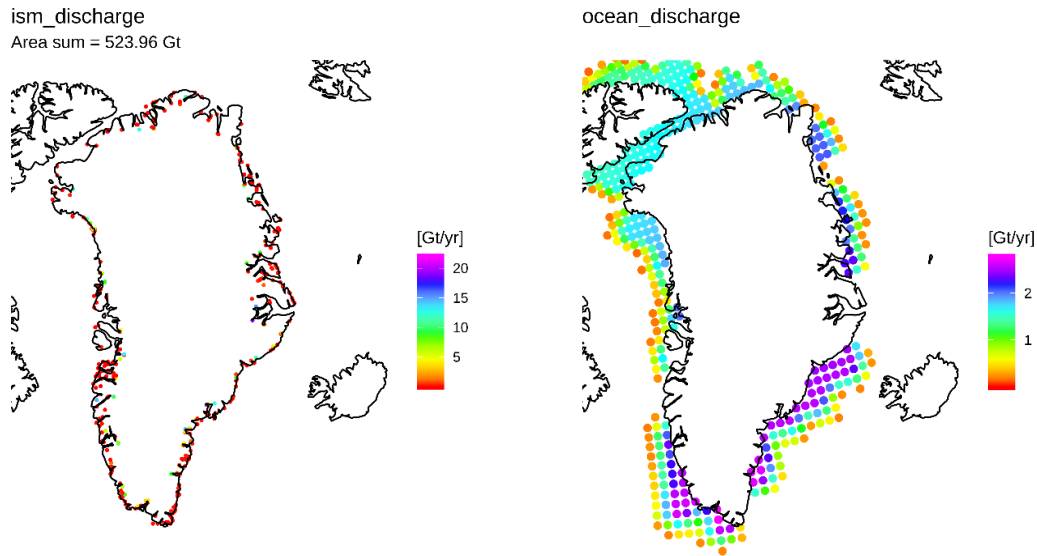 ism_discharge
Area sum = 523.96 Gt
[Gt/yr]
20
15
10
5
ocean_discharge
[Gt/yr]
2
1